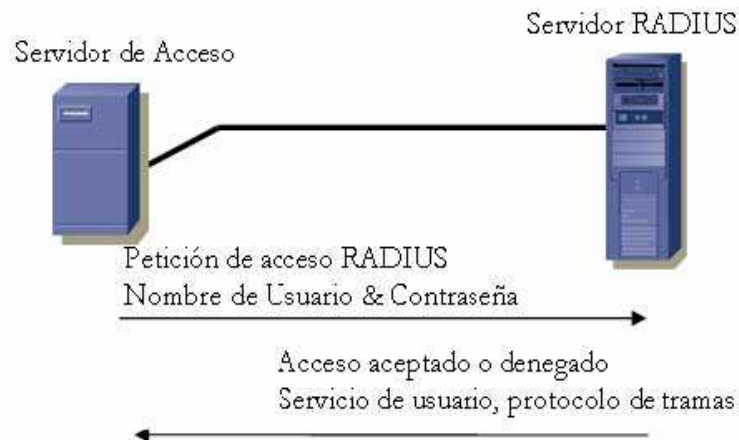 Servidor RADIUS
Servidor de Acceso
Petición de acceso RADIUS
Nombre de Usuario & Contraseña
Acceso aceptado o denegado
Servicio de usuario, protocolo de tramas